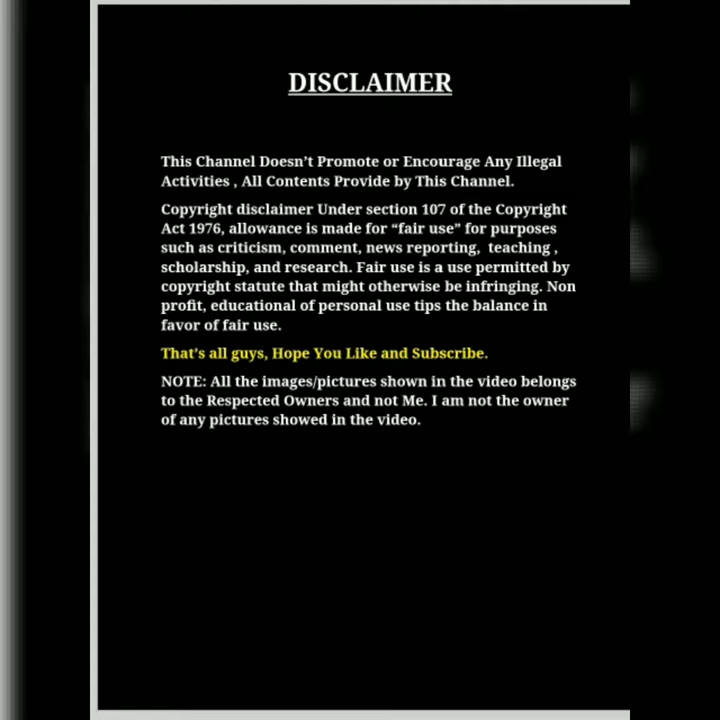 DISCLAIMER
This Channel Doesn’t Promote or Encourage Any Illegal
Activities , All Contents Provide by This Channel.
Copyright disclaimer Under section 107 of the Copyright
Act 1976, allowance is made for “fair use” for purposes
such as criticism, comment, news reporting,  teaching ,
scholarship, and research. Fair use is a use permitted by
copyright statute that might otherwise be infringing. Non
profit, educational of personal use tips the balance in
favor of fair use.
That’s all guys, Hope You Like and Subscribe.
NOTE: All the images/pictures shown in the video belongs
to the Respected Owners and not Me. I am not the owner
of any pictures showed in the video.